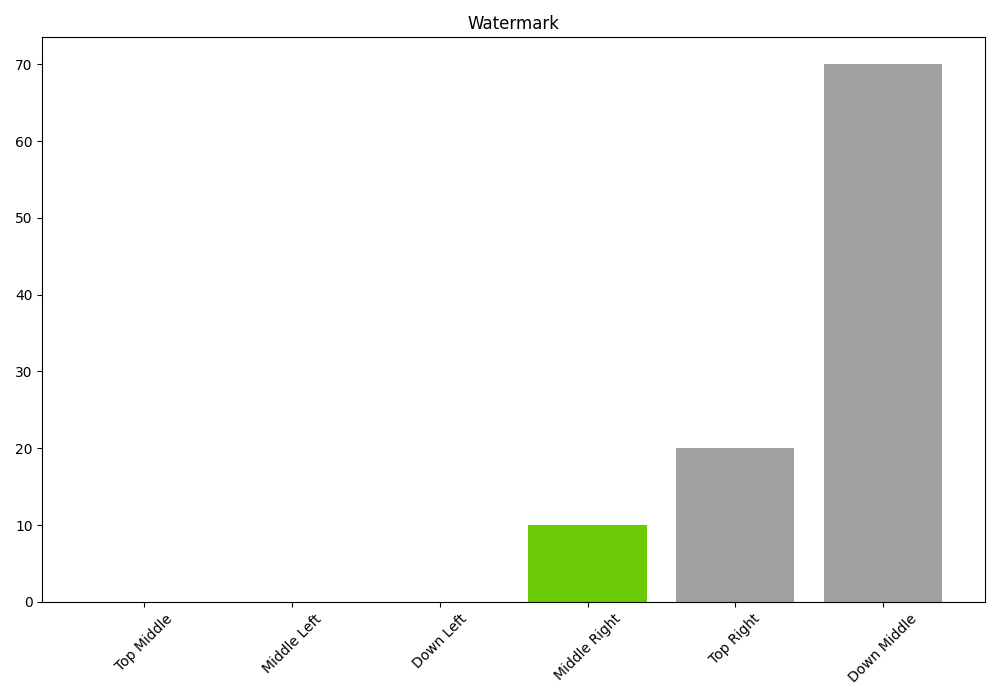 Watermark
70
60
50
40
30
20
10
0
Top Middle
Middle Left
Down Left
Middle Right
Top Right
Down Middle